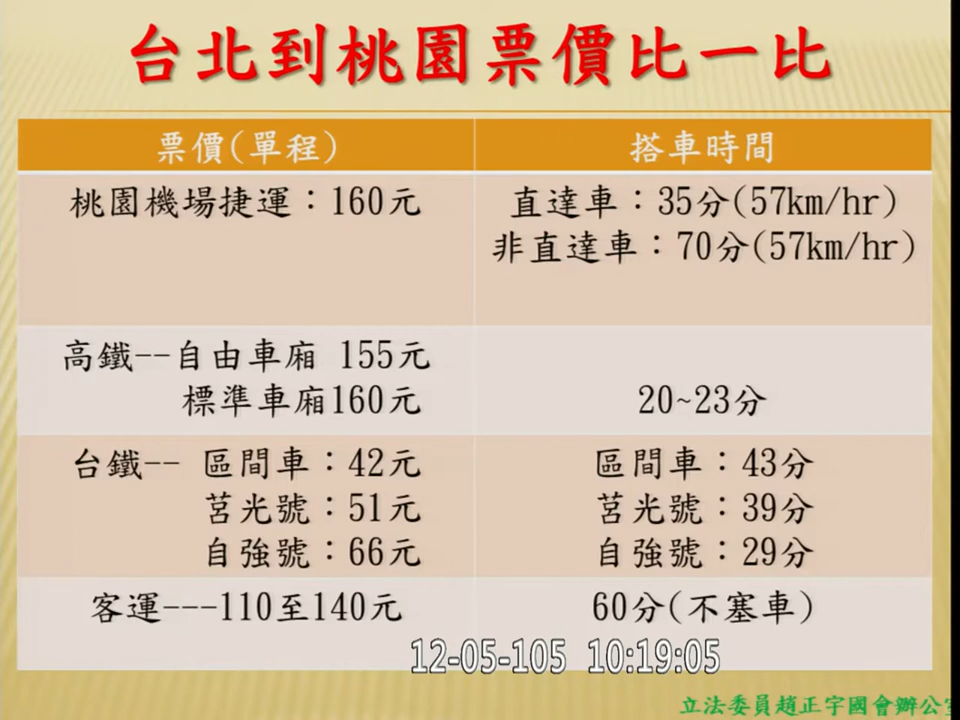 台北到桃園票價比一比
票價(單程) 搭車時間
桃園機場捷運：160元 直達車：35分(57km/hr)
非直達車：70分(57km/hr)
高鐵--自由車廂 155元
標準車廂160元 20~23分
台鐵-- 區間車：42元 區間車：43分
莒光號：51元 莒光號：39分
自強號：66元 自強號：29分
客運---110至140元 60分(不塞車)
12-05-105 10:19:05
立法委員趙正宇國會辦公室